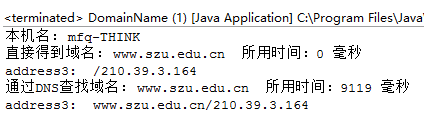 <terminated> DomainName (1) [Java Application] C:\Program Files\Java\
本机名: mfq-THINK
直接得到域名: www.szu.edu.cn 所用时间: 0 毫秒
address3: /210.39.3.164
通过DNS查找域名: www.szu.edu.cn 所用时间: 9119 毫秒
address3: www.szu.edu.cn/210.39.3.164